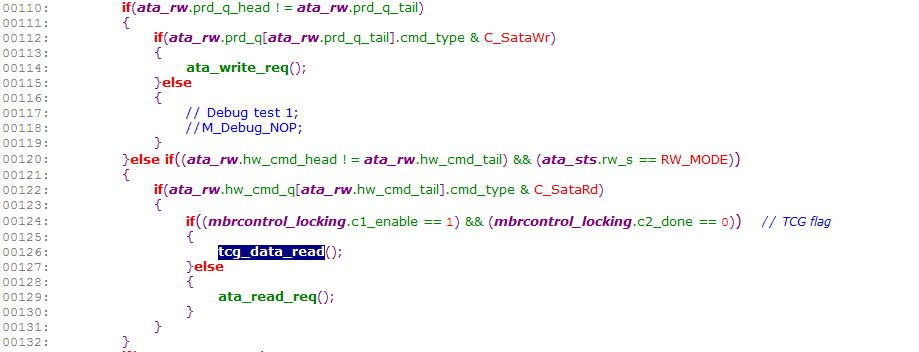 00110: if(ata_rw.prd_q_head != ata_rw.prd_q_tail)
00111: {
00112: if(ata_rw.prd_q[ata_rw.prd_q_tail].cmd_type & C_SataWr)
00113: {
00114: ata_write_req();
00115: }else
00116: {
00117: // Debug test 1;
00118: //M_Debug_NOP;
00119: }
00120: }else if((ata_rw.hw_cmd_head != ata_rw.hw_cmd_tail) && (ata_sts.rw_s == RW_MODE))
00121: {
00122: if(ata_rw.hw_cmd_q[ata_rw.hw_cmd_tail].cmd_type & C_SataRd)
00123: {
00124: if((mbrcontrol_locking.c1_enable == 1) && (mbrcontrol_locking.c2_done == 0)) // TCG flag
00125: {
00126: tcg_data_read();
00127: }else
00128: {
00129: ata_read_req();
00130: }
00131: }
00132: }